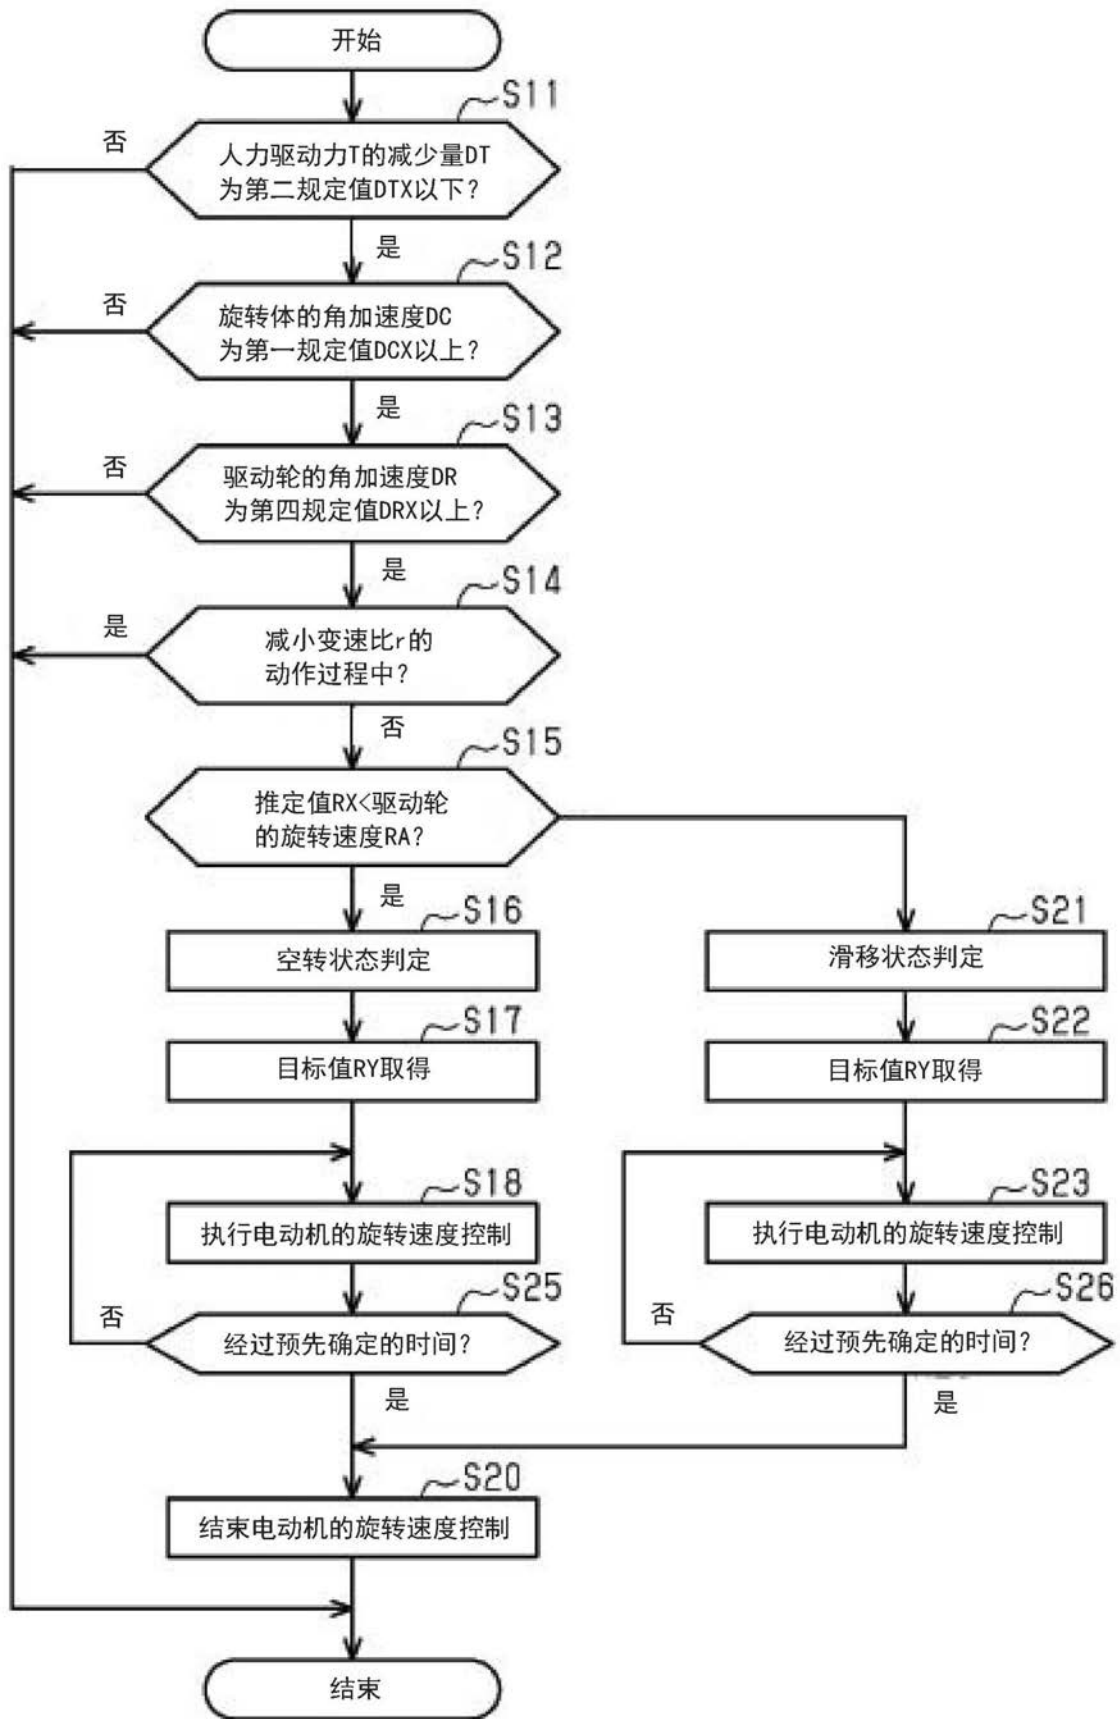 开始
S11
否
人力驱动力T的减少量DT
为第二规定值DTX以下?
是
S12
否
旋转体的角加速度DC
为第一规定值DCX以上?
是
S13
否
驱动轮的角加速度DR
为第四规定值DRX以上?
是
S14
是
减小变速比r的
动作过程中?
否
S15
推定值RX<驱动轮
的旋转速度RA?
是
S16
空转状态判定
S21
滑移状态判定
S17
目标值RY取得
S22
目标值RY取得
S18
执行电动机的旋转速度控制
S23
执行电动机的旋转速度控制
S25
否
经过预先确定的时间?
是
S26
否
经过预先确定的时间?
是
S20
结束电动机的旋转速度控制
结束